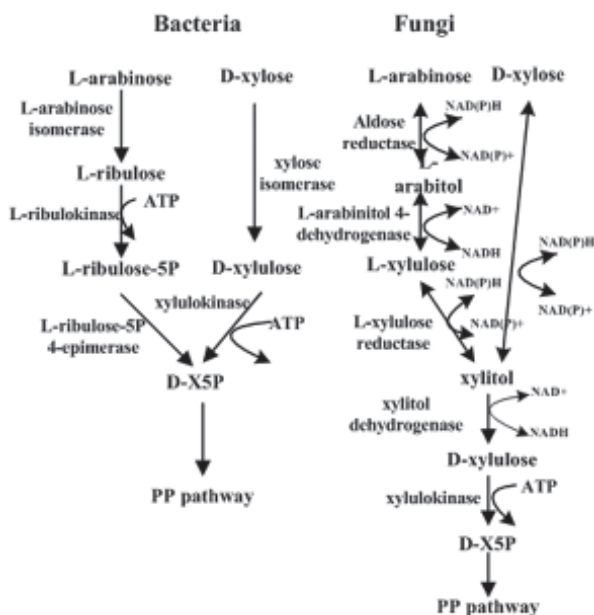 Bacteria
Fungi
L-arabinose
D-xylose
L-arabinose
isomerase
L-ribulose
xylose
isomerase
L-ribulokinase
ATP
L-ribulose-5P
D-xylulose
xylulokinase
L-ribulose-5P
4-epimerase
ATP
D-X5P
PP pathway
L-arabinose
D-xylose
NAD(P)H
Aldose
reductase
NAD(P)+
L-
arabitol
L-arabinitol 4-
dehydrogenase
NAD+
NADH
L-xylulose
NAD(P)H
NAD(P)H
L-xylulose
reductase
NAD(P)+
NAD(P)+
xylitol
xylitol
dehydrogenase
NAD+
NADH
D-xylulose
xylulokinase
ATP
D-X5P
PP pathway